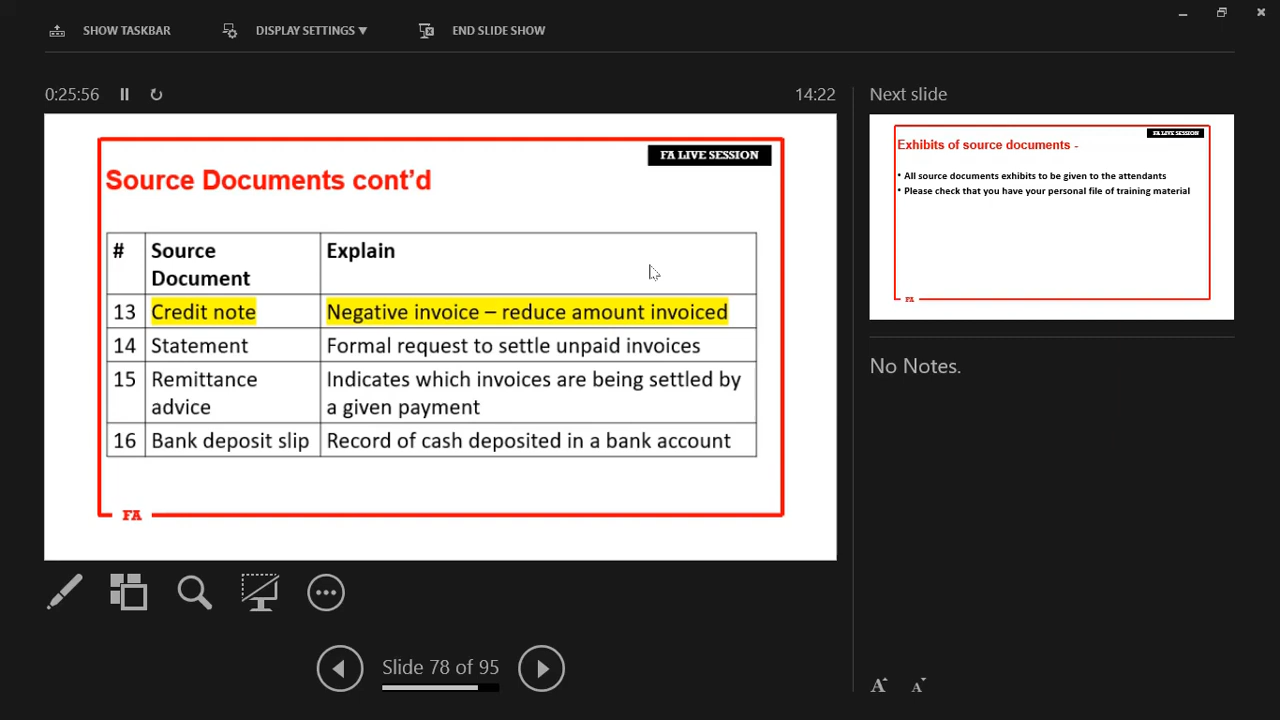 SHOW TASKBAR DISPLAY SETTINGS ▼ END SLIDE SHOW
0:25:56 14:22
FA LIVE SESSION
Source Documents cont’d
# Source Document Explain
13 Credit note Negative invoice – reduce amount invoiced
14 Statement Formal request to settle unpaid invoices
15 Remittance advice Indicates which invoices are being settled by a given payment
16 Bank deposit slip Record of cash deposited in a bank account
FA
Slide 78 of 95
Next slide
FA LIVE SESSION
Exhibits of source documents -
• All source documents exhibits to be given to the attendants
• Please check that you have your personal file of training material
FA
No Notes.
A A